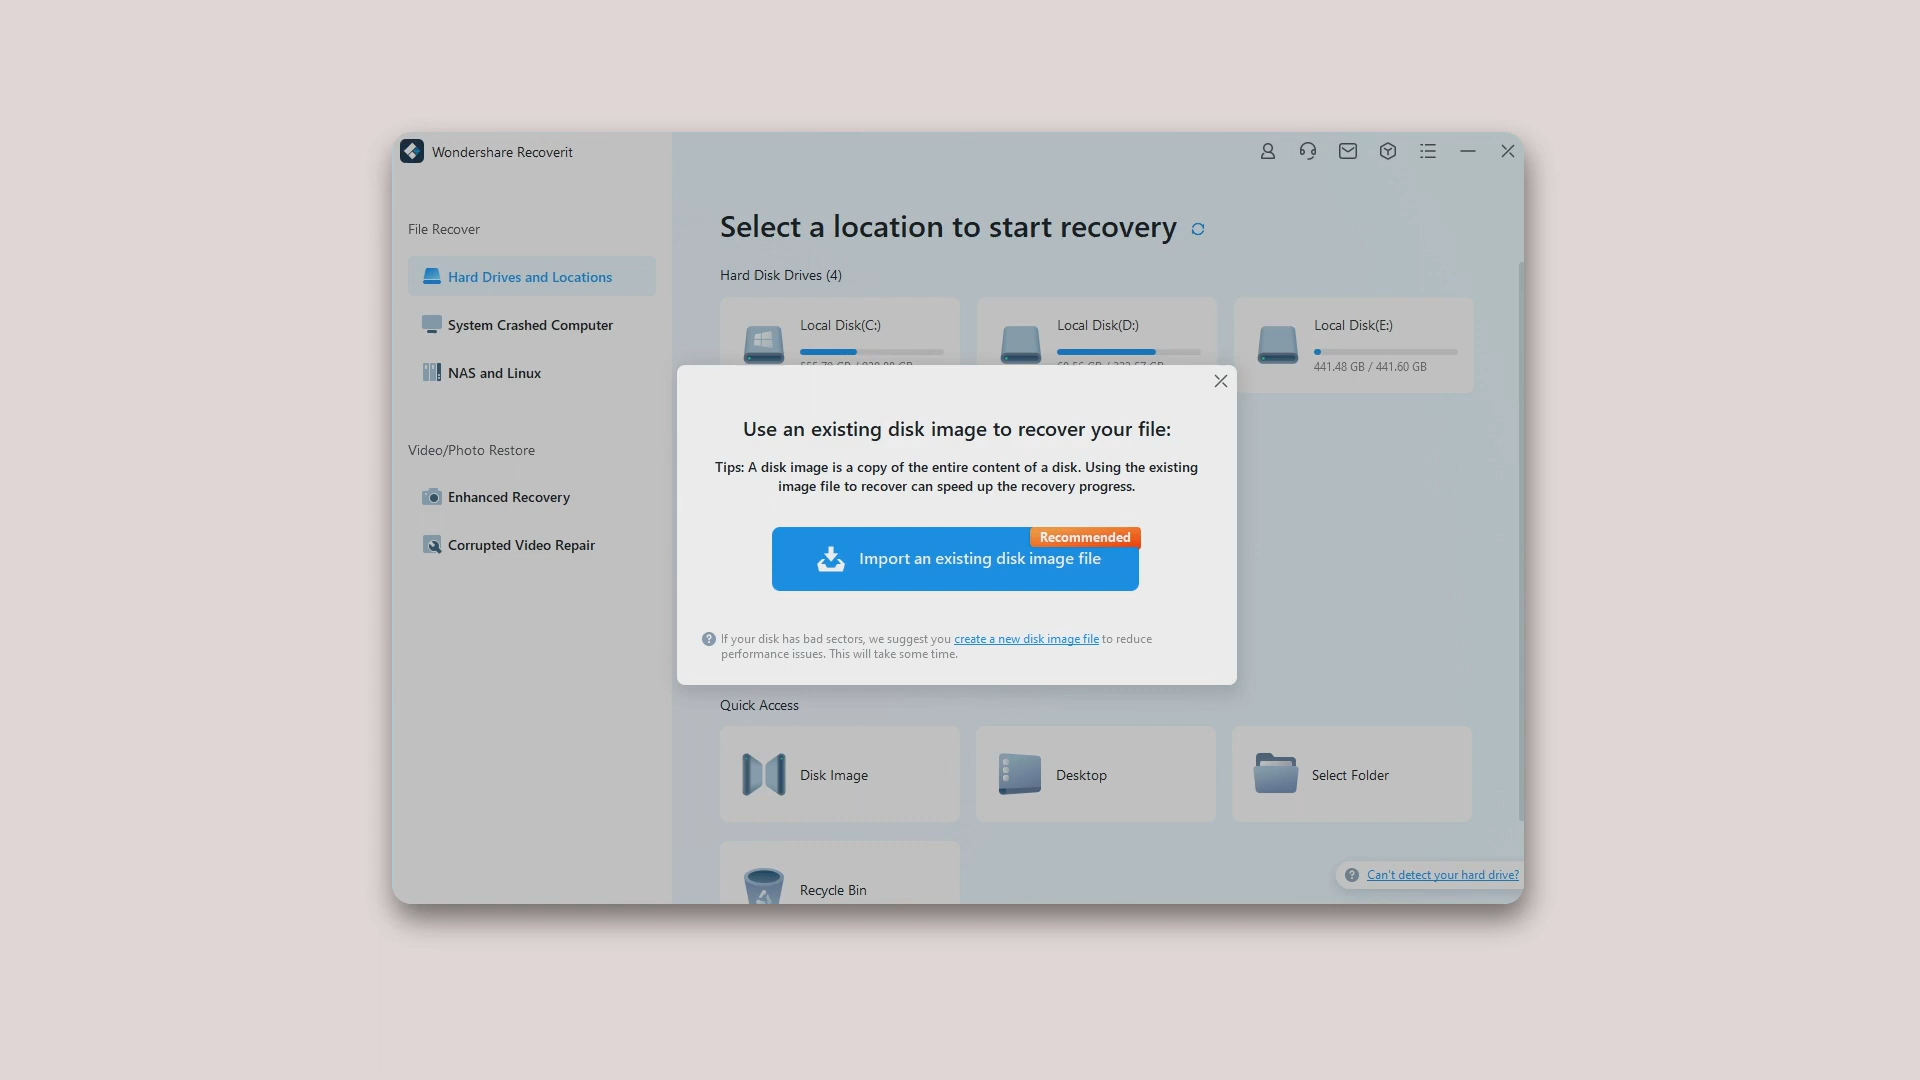 Wondershare Recoverit
File Recover
Hard Drives and Locations
System Crashed Computer
NAS and Linux
Video/Photo Restore
Enhanced Recovery
Corrupted Video Repair
Select a location to start recovery
Hard Disk Drives (4)
Local Disk(C:)
Local Disk(D:)
Local Disk(E:)
441.48 GB / 441.60 GB
Use an existing disk image to recover your file:
Tips: A disk image is a copy of the entire content of a disk. Using the existing
image file to recover can speed up the recovery progress.
Recommended
Import an existing disk image file
If your disk has bad sectors, we suggest you create a new disk image file to reduce
performance issues. This will take some time.
Quick Access
Disk Image
Desktop
Select Folder
Recycle Bin
Can't detect your hard drive?